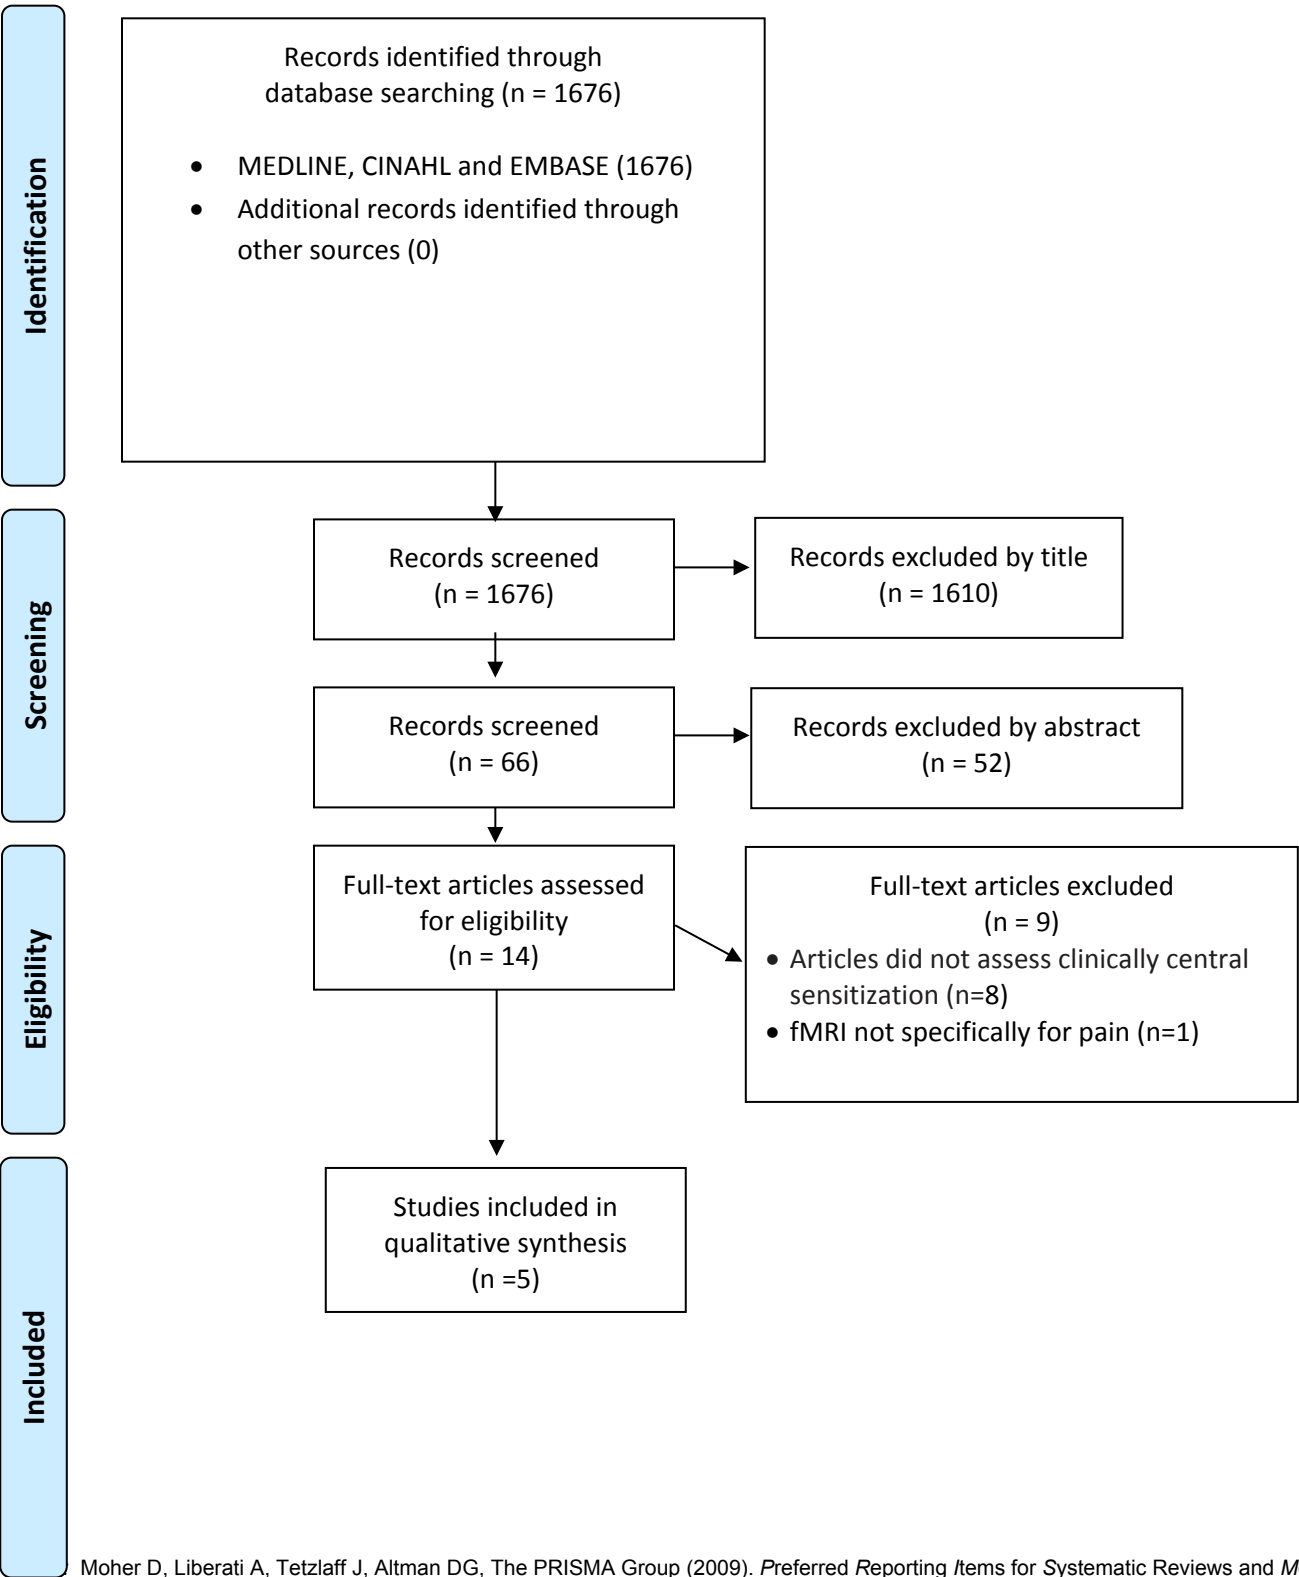 Identification
Records identified through
database searching (n = 1676)
• MEDLINE, CINAHL and EMBASE (1676)
• Additional records identified through
other sources (0)
Screening
Records screened
(n = 1676)
Records excluded by title
(n = 1610)
Records screened
(n = 66)
Records excluded by abstract
(n = 52)
Eligibility
Full-text articles assessed
for eligibility
(n = 14)
Full-text articles excluded
(n = 9)
• Articles did not assess clinically central
sensitization (n=8)
• fMRI not specifically for pain (n=1)
Included
Studies included in
qualitative synthesis
(n =5)
Moher D, Liberati A, Tetzlaff J, Altman DG, The PRISMA Group (2009). Preferred Reporting Items for Systematic Reviews and M